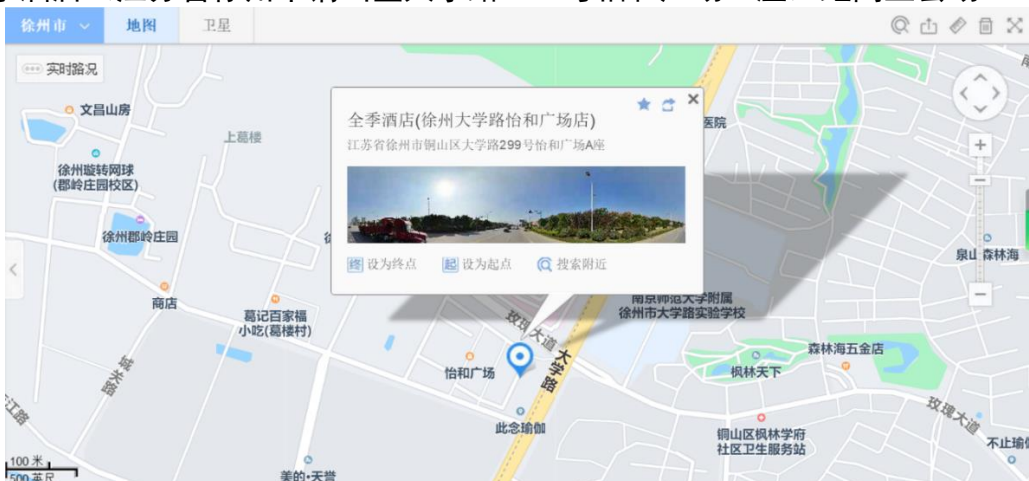 徐州市
地图
卫星
实时路况
文昌山房
上葛楼
徐州璇转网球
(郡岭庄园校区)
徐州郡岭庄园
商店
葛记百家福
小吃(葛楼村)
城关路
江路
100 米
500 英尺
美的·天誉
全季酒店(徐州大学路怡和广场店)
江苏省徐州市铜山区大学路299号怡和广场A座
终 设为终点
起 设为起点
搜索附近
医院
南京师范大学附属
徐州市大学路实验学校
玫瑰大道
大学路
怡和广场
此念瑜伽
枫林天下
森林海五金店
铜山区枫林学府
社区卫生服务站
玫瑰大道
不止瑜伽
泉山森林海